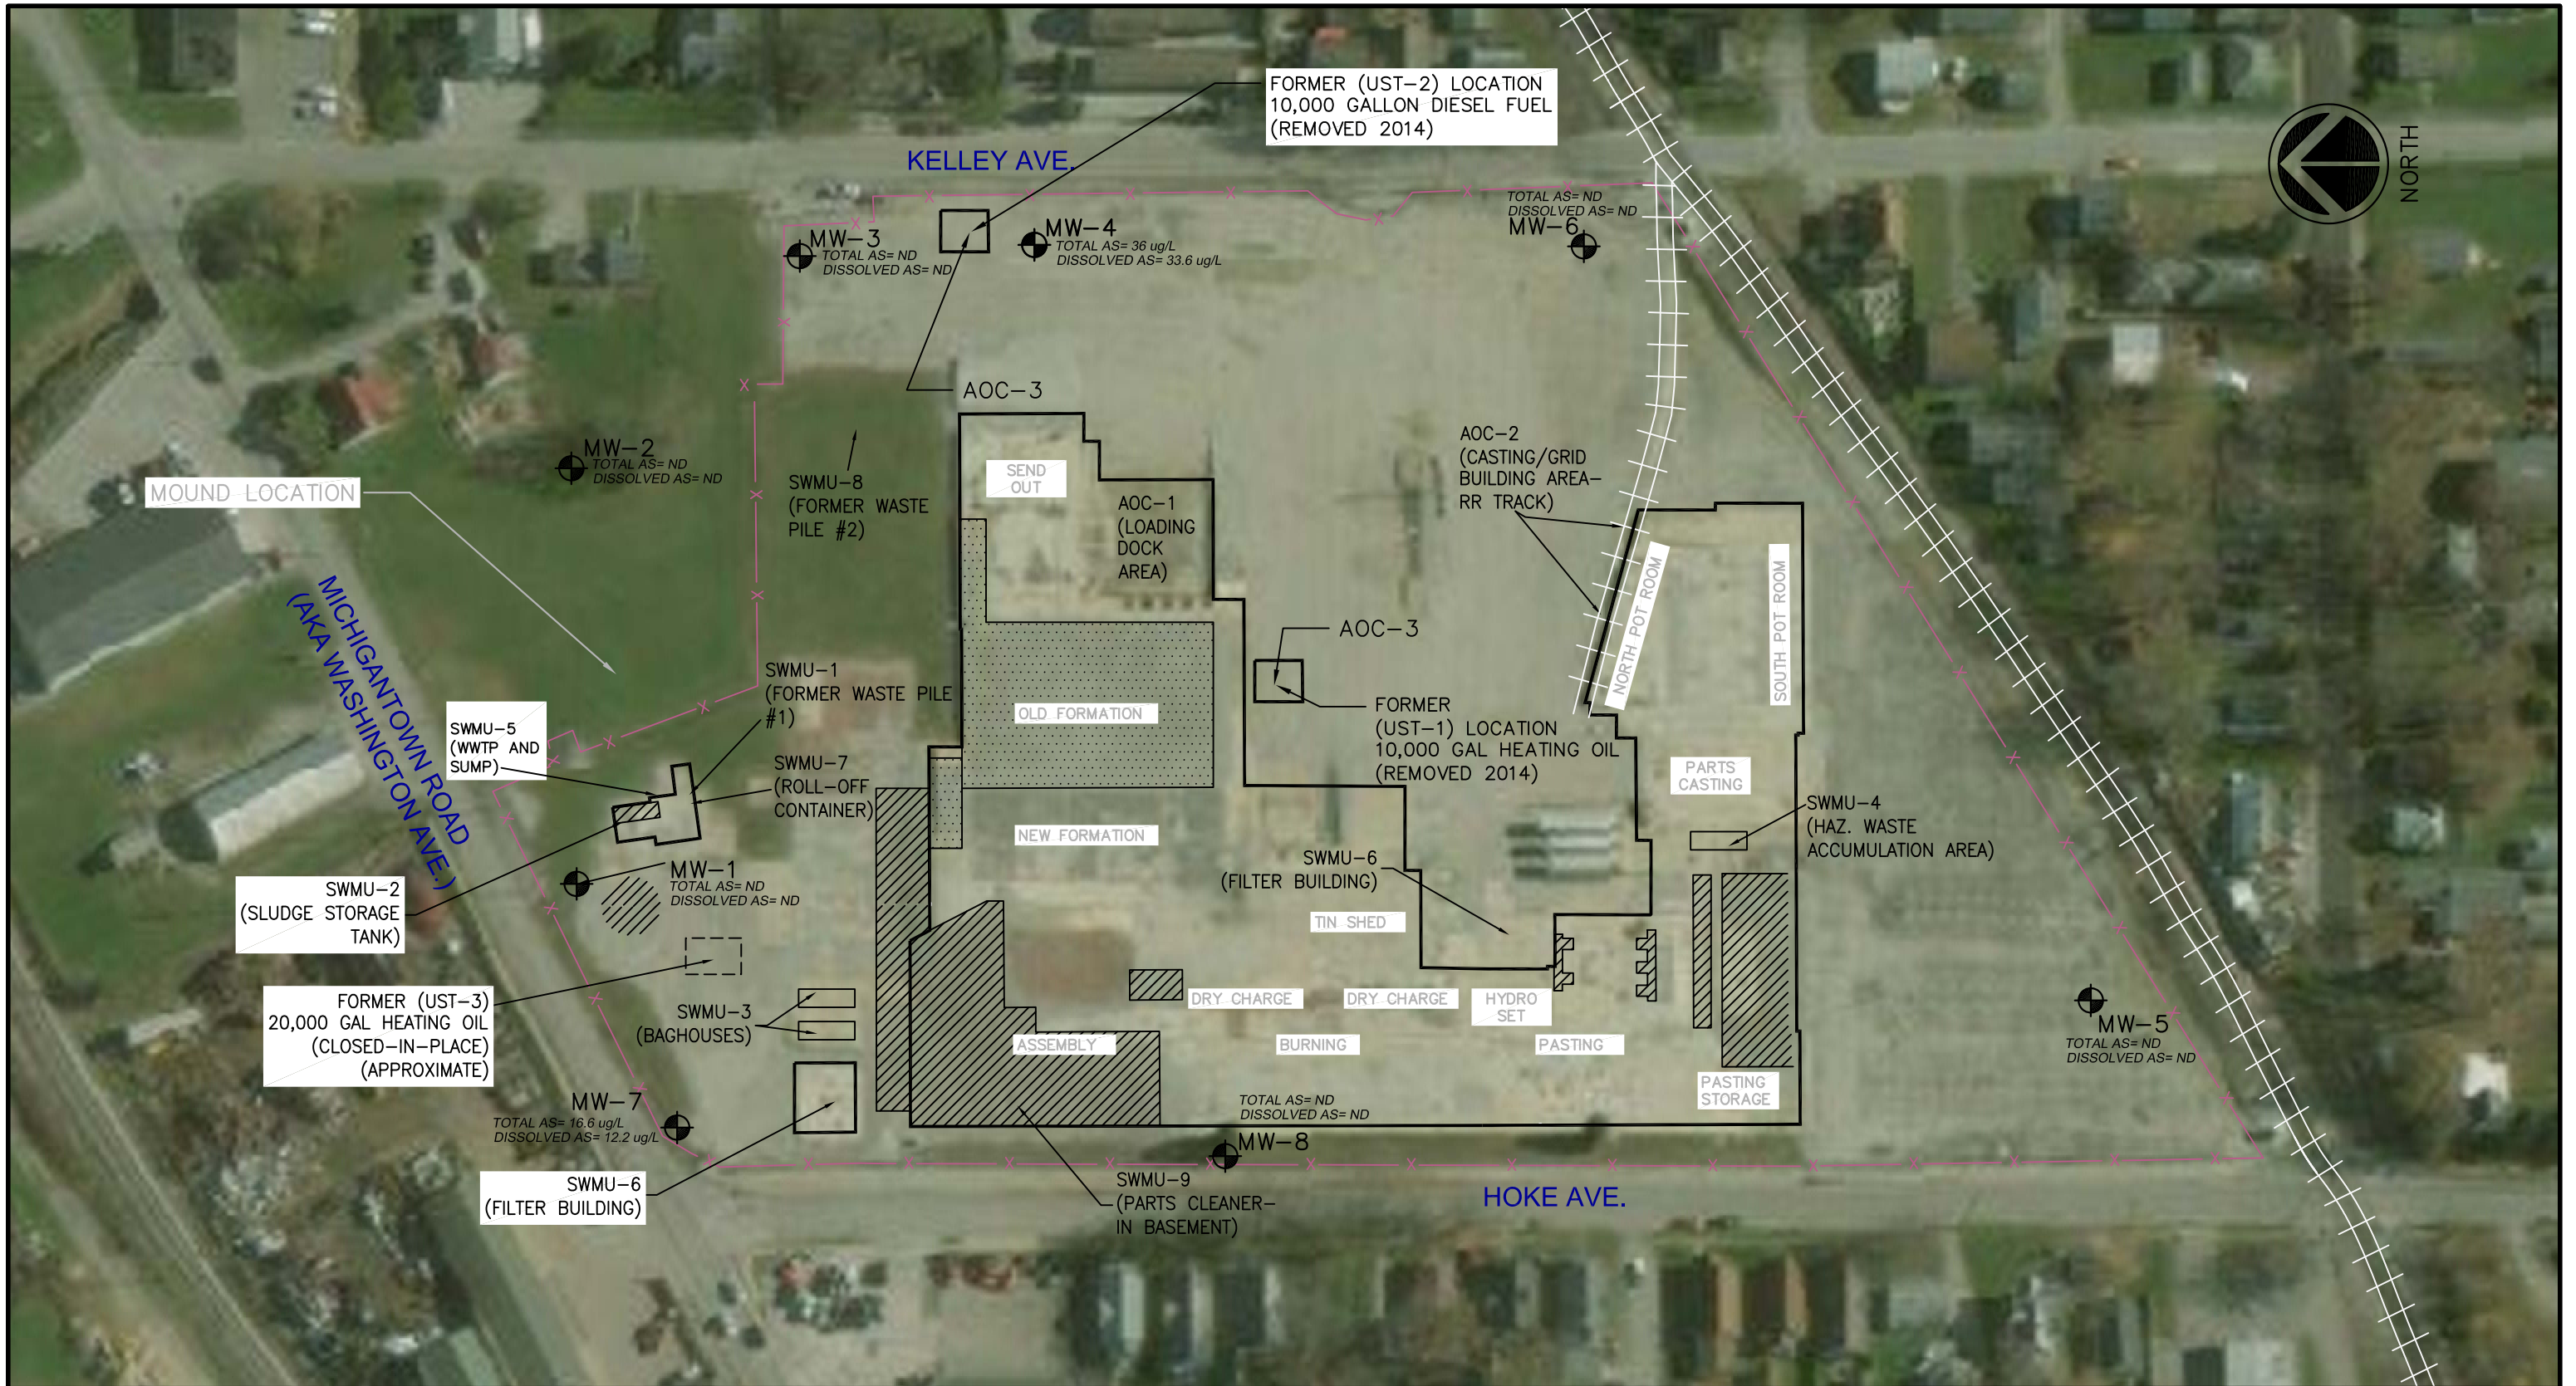 FORMER (UST-2) LOCATION
10,000 GALLON DIESEL FUEL
(REMOVED 2014)
KELLEY AVE.
NORTH
TOTAL AS= ND
DISSOLVED AS= ND
MW-6
MW-3
TOTAL AS= ND
DISSOLVED AS= ND
MW-4
TOTAL AS= 36 ug/L
DISSOLVED AS= 33.6 ug/L
AOC-3
MW-2
TOTAL AS= ND
DISSOLVED AS= ND
MOUND LOCATION
SWMU-8
(FORMER WASTE
PILE #2)
SEND
OUT
AOC-1
(LOADING
DOCK
AREA)
AOC-2
(CASTING/GRID
BUILDING AREA-
RR TRACK)
NORTH POT ROOM
SOUTH POT ROOM
MICHIGANTOWN ROAD
(AKA WASHINGTON AVE.)
AOC-3
SWMU-1
(FORMER WASTE PILE
#1)
OLD FORMATION
FORMER
(UST-1) LOCATION
10,000 GAL HEATING OIL
(REMOVED 2014)
SWMU-5
(WWTP AND
SUMP)
SWMU-7
(ROLL-OFF
CONTAINER)
PARTS
CASTING
SWMU-4
(HAZ. WASTE
ACCUMULATION AREA)
NEW FORMATION
SWMU-6
(FILTER BUILDING)
MW-1
TOTAL AS= ND
DISSOLVED AS= ND
SWMU-2
(SLUDGE STORAGE
TANK)
TIN SHED
FORMER (UST-3)
20,000 GAL HEATING OIL
(CLOSED-IN-PLACE)
(APPROXIMATE)
SWMU-3
(BAGHOUSES)
DRY CHARGE
DRY CHARGE
HYDRO
SET
ASSEMBLY
BURNING
PASTING
MW-5
TOTAL AS= ND
DISSOLVED AS= ND
PASTING
STORAGE
MW-7
TOTAL AS= 16.6 ug/L
DISSOLVED AS= 12.2 ug/L
TOTAL AS= ND
DISSOLVED AS= ND
MW-8
SWMU-6
(FILTER BUILDING)
SWMU-9
(PARTS CLEANER-
IN BASEMENT)
HOKE AVE.